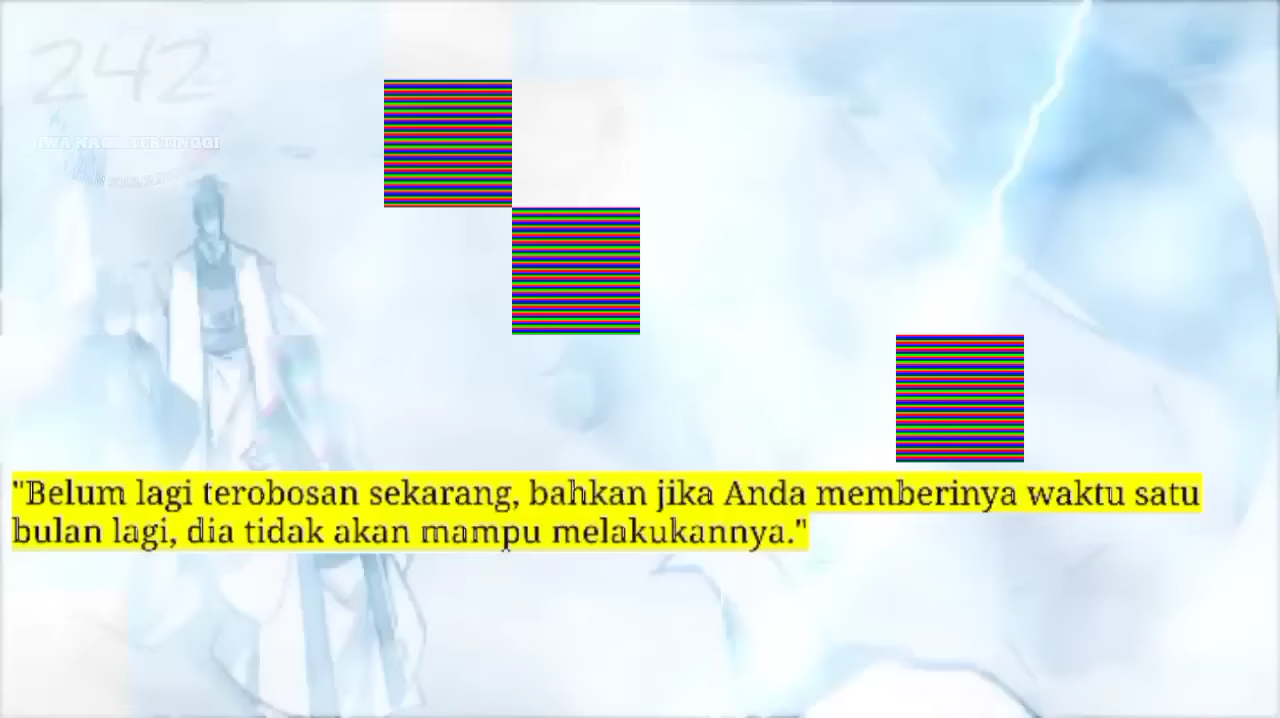 242
"Belum lagi terobosan sekarang, bahkan jika Anda memberinya waktu satu
bulan lagi, dia tidak akan mampu melakukannya."